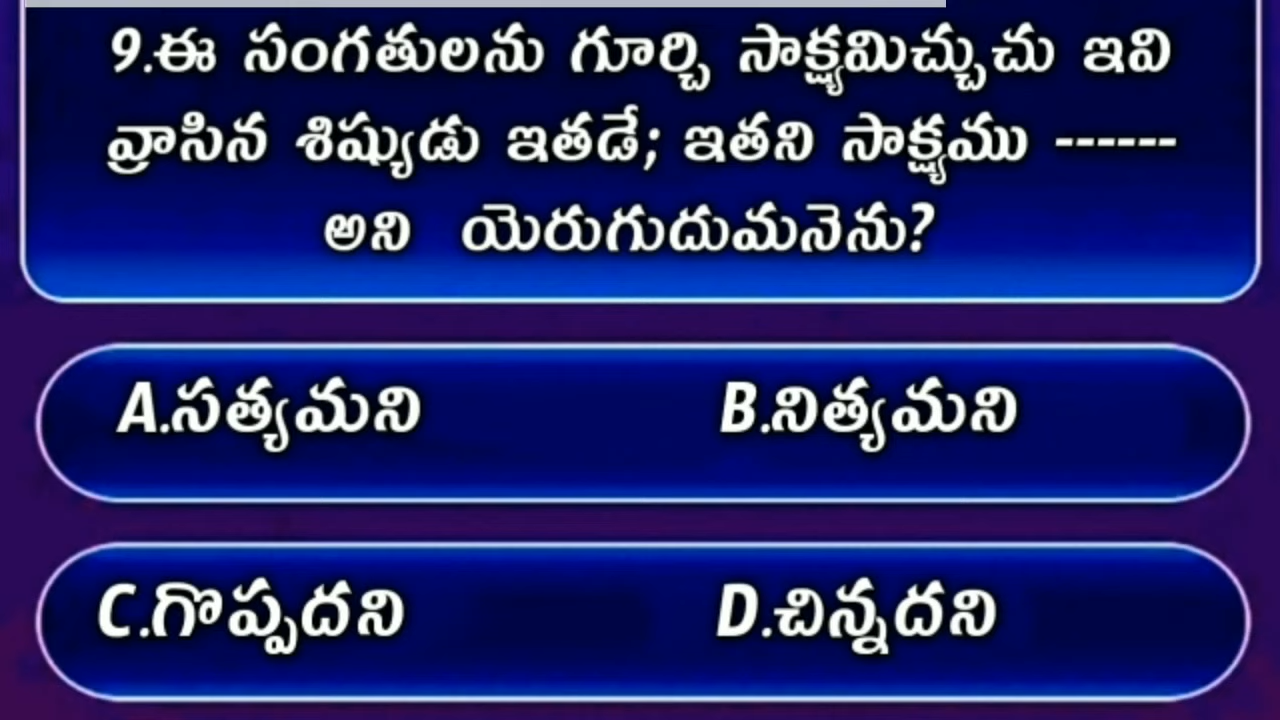 9.ఈ సంగతులను గూర్చి సాక్ష్యమిచ్చుచు ఇవి
వ్రాసిన శిష్యుడు ఇతడే; ఇతని సాక్ష్యము ------
అని యెరుగుదుమనెను?
A.సత్యమని B.నిత్యమని
C.గొప్పదని D.చిన్నదని